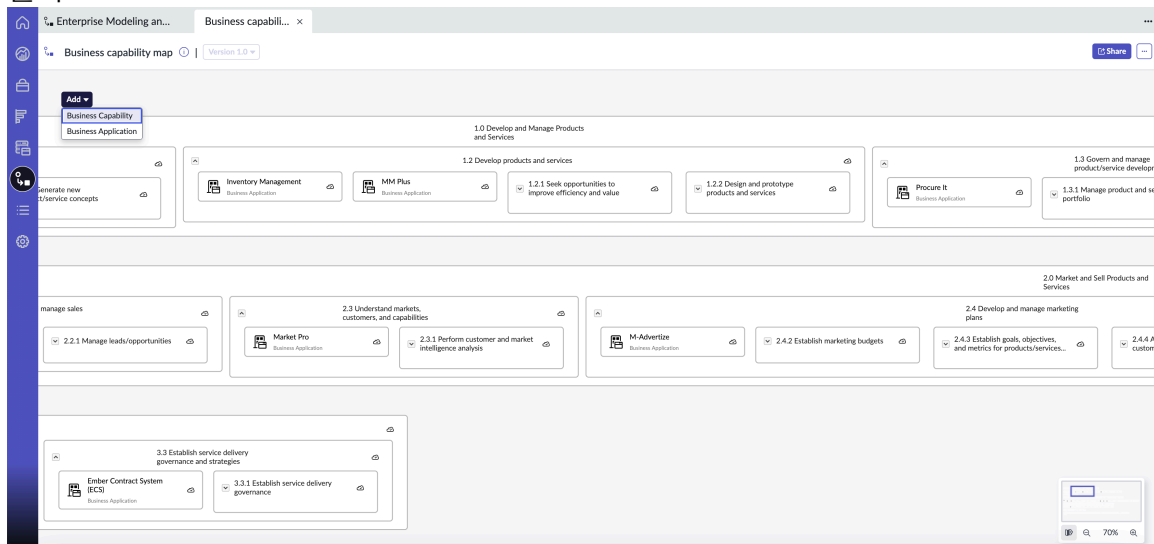 Enterprise Modeling an...
Business capabili... ×
Business capability map
Version 1.0
Share
Add
Business Capability
Business Application
1.0 Develop and Manage Products
and Services
Generate new
ct/service concepts
1.2 Develop products and services
Inventory Management
Business Application
MM Plus
Business Application
1.2.1 Seek opportunities to
improve efficiency and value
1.2.2 Design and prototype
products and services
1.3 Govern and manage
product/service developm
Procure It
Business Application
1.3.1 Manage product and se
portfolio
2.0 Market and Sell Products and
Services
manage sales
2.2.1 Manage leads/opportunities
2.3 Understand markets,
customers, and capabilities
Market Pro
Business Application
2.3.1 Perform customer and market
intelligence analysis
2.4 Develop and manage marketing
plans
M-Advertize
Business Application
2.4.2 Establish marketing budgets
2.4.3 Establish goals, objectives,
and metrics for products/services...
2.4.4 A
custom
3.3 Establish service delivery
governance and strategies
Ember Contract System
(ECS)
Business Application
3.3.1 Establish service delivery
governance
70%